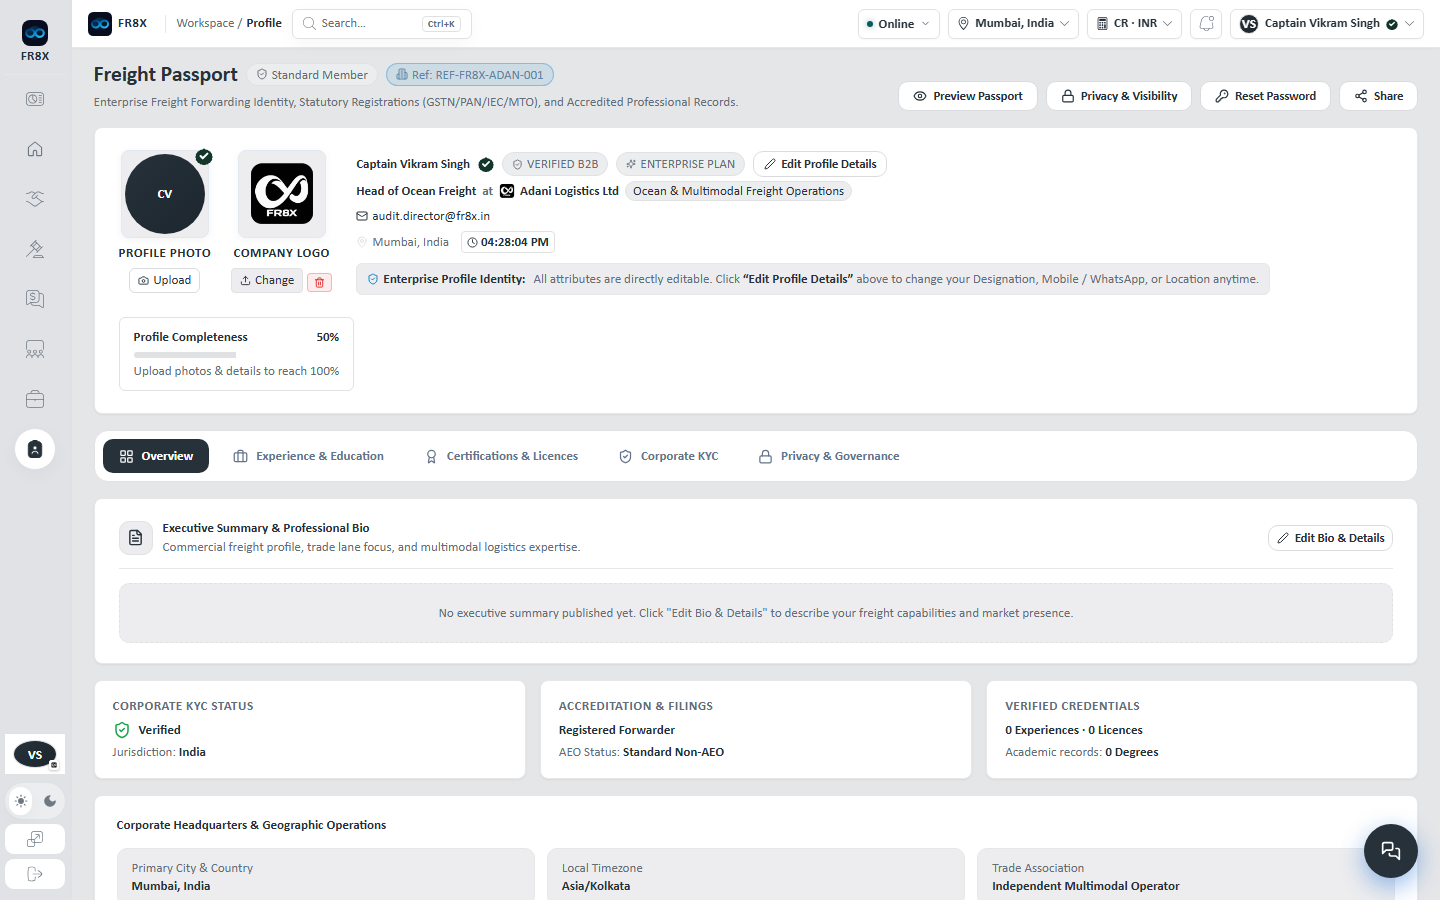 FR8X
FR8X
Workspace / Profile
Search...
Ctrl+K
Online
Mumbai, India
CR · INR
VS
Captain Vikram Singh
Freight Passport
Standard Member
Ref: REF-FR8X-ADAN-001
Enterprise Freight Forwarding Identity, Statutory Registrations (GSTN/PAN/IEC/MTO), and Accredited Professional Records.
Preview Passport
Privacy & Visibility
Reset Password
Share
CV
FR8X
PROFILE PHOTO
COMPANY LOGO
Upload
Change
Captain Vikram Singh
VERIFIED B2B
ENTERPRISE PLAN
Edit Profile Details
Head of Ocean Freight at Adani Logistics Ltd
Ocean & Multimodal Freight Operations
audit.director@fr8x.in
Mumbai, India
04:28:04 PM
Enterprise Profile Identity: All attributes are directly editable. Click “Edit Profile Details” above to change your Designation, Mobile / WhatsApp, or Location anytime.
Profile Completeness
50%
Upload photos & details to reach 100%
Overview
Experience & Education
Certifications & Licences
Corporate KYC
Privacy & Governance
Executive Summary & Professional Bio
Commercial freight profile, trade lane focus, and multimodal logistics expertise.
Edit Bio & Details
No executive summary published yet. Click "Edit Bio & Details" to describe your freight capabilities and market presence.
CORPORATE KYC STATUS
Verified
Jurisdiction: India
ACCREDITATION & FILINGS
Registered Forwarder
AEO Status: Standard Non-AEO
VERIFIED CREDENTIALS
0 Experiences · 0 Licences
Academic records: 0 Degrees
VS
Corporate Headquarters & Geographic Operations
Primary City & Country
Mumbai, India
Local Timezone
Asia/Kolkata
Trade Association
Independent Multimodal Operator